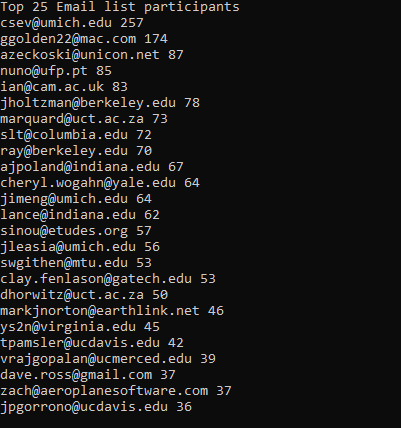 Top 25 Email list participants
csev@umich.edu 257
ggolden22@mac.com 174
azeckoski@unicon.net 87
nuno@ufp.pt 85
ian@cam.ac.uk 83
jholtzman@berkeley.edu 78
marquard@uct.ac.za 73
slt@columbia.edu 72
ray@berkeley.edu 70
ajpoland@indiana.edu 67
cheryl.wogahn@yale.edu 64
jimeng@umich.edu 64
lance@indiana.edu 62
sinou@etudes.org 57
jleasia@umich.edu 56
swgithen@mtu.edu 53
clay.fenlason@gatech.edu 53
dhorwitz@uct.ac.za 50
markjnorton@earthlink.net 46
ys2n@virginia.edu 45
tpamsler@ucdavis.edu 42
vrajgopalan@ucmerced.edu 39
dave.ross@gmail.com 37
zach@aeroplanesoftware.com 37
jpgorrono@ucdavis.edu 36